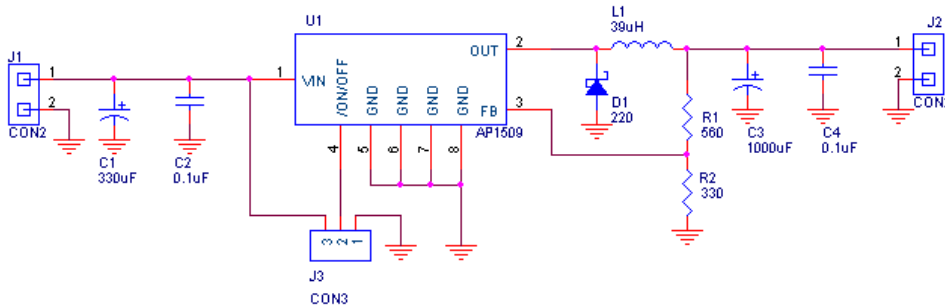 U1
J1
1
2
CON2
C1
330uF
C2
0.1uF
1
VIN
/ON/OFF
GND
GND
GND
GND
OUT
FB
AP1509
2
3
4
5
6
7
8
3
2
1
J3
CON3
L1
39uH
D1
220
R1
560
R2
330
C3
1000uF
C4
0.1uF
J2
1
2